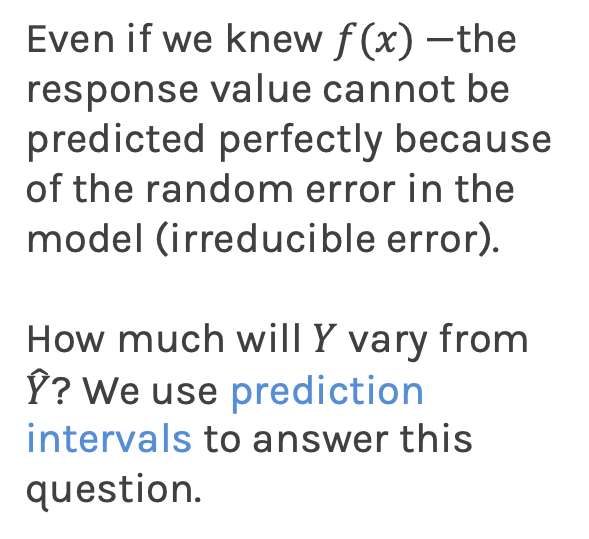 Even if we knew f(x) —the
response value cannot be
predicted perfectly because
of the random error in the
model (irreducible error).
How much will Y vary from
Ŷ? We use prediction
intervals to answer this
question.